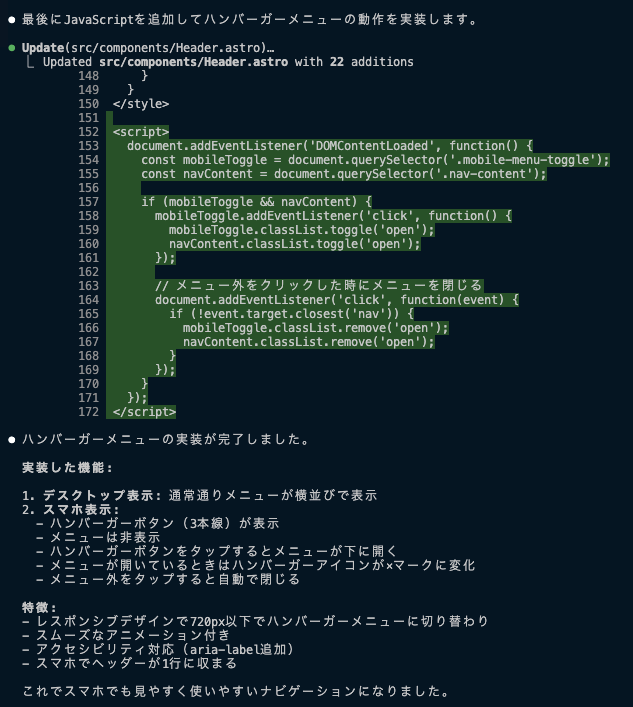 ● 最後にJavaScriptを追加してハンバーガーメニューの動作を実装します。
● Update(src/components/Header.astro)…
⎿ Updated src/components/Header.astro with 22 additions
148       }
149     }
150 </style>
151
152 <script>
153   document.addEventListener('DOMContentLoaded', function() {
154     const mobileToggle = document.querySelector('.mobile-menu-toggle');
155     const navContent = document.querySelector('.nav-content');
156
157     if (mobileToggle && navContent) {
158       mobileToggle.addEventListener('click', function() {
159         mobileToggle.classList.toggle('open');
160         navContent.classList.toggle('open');
161       });
162
163       // メニュー外をクリックした時にメニューを閉じる
164       document.addEventListener('click', function(event) {
165         if (!event.target.closest('nav')) {
166           mobileToggle.classList.remove('open');
167           navContent.classList.remove('open');
168         }
169       });
170     }
171   });
172 </script>
● ハンバーガーメニューの実装が完了しました。
実装した機能:
1. デスクトップ表示: 通常通りメニューが横並びで表示
2. スマホ表示:
- ハンバーガーボタン（3本線）が表示
- メニューは非表示
- ハンバーガーボタンをタップするとメニューが下に開く
- メニューが開いているときはハンバーガーアイコンが×マークに変化
- メニュー外をタップすると自動で閉じる
特徴:
- レスポンシブデザインで720px以下でハンバーガーメニューに切り替わり
- スムーズなアニメーション付き
- アクセシビリティ対応（aria-label追加）
- スマホでヘッダーが1行に収まる
これでスマホでも見やすく使いやすいナビゲーションになりました。